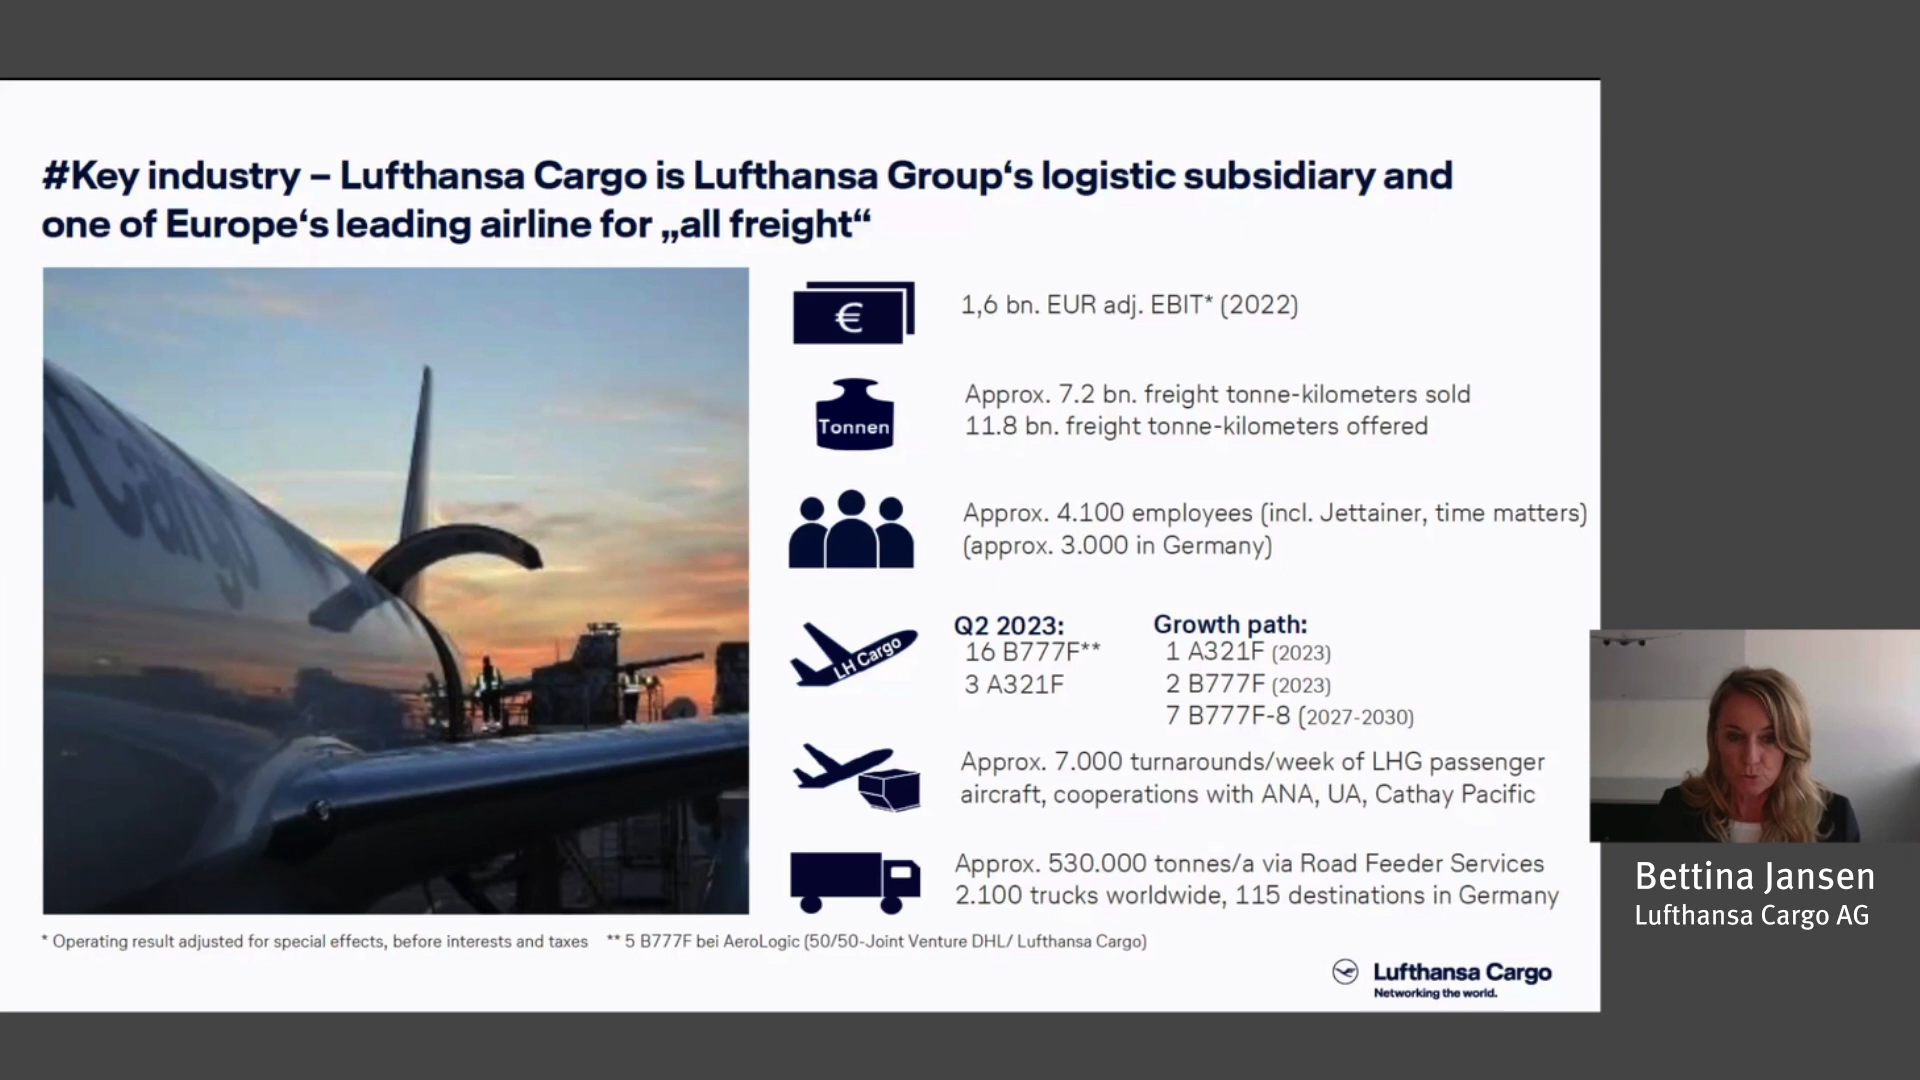 #Key industry – Lufthansa Cargo is Lufthansa Group‘s logistic subsidiary and
one of Europe‘s leading airline for „all freight“
Cargo
€
1,6 bn. EUR adj. EBIT* (2022)
Tonnen
Approx. 7.2 bn. freight tonne-kilometers sold
11.8 bn. freight tonne-kilometers offered
Approx. 4.100 employees (incl. Jettainer, time matters)
(approx. 3.000 in Germany)
LH Cargo
Q2 2023:
16 B777F**
3 A321F
Growth path:
1 A321F (2023)
2 B777F (2023)
7 B777F-8 (2027-2030)
Approx. 7.000 turnarounds/week of LHG passenger
aircraft, cooperations with ANA, UA, Cathay Pacific
Approx. 530.000 tonnes/a via Road Feeder Services
2.100 trucks worldwide, 115 destinations in Germany
* Operating result adjusted for special effects, before interests and taxes ** 5 B777F bei AeroLogic (50/50-Joint Venture DHL/ Lufthansa Cargo)
Lufthansa Cargo
Networking the world.
Bettina Jansen
Lufthansa Cargo AG